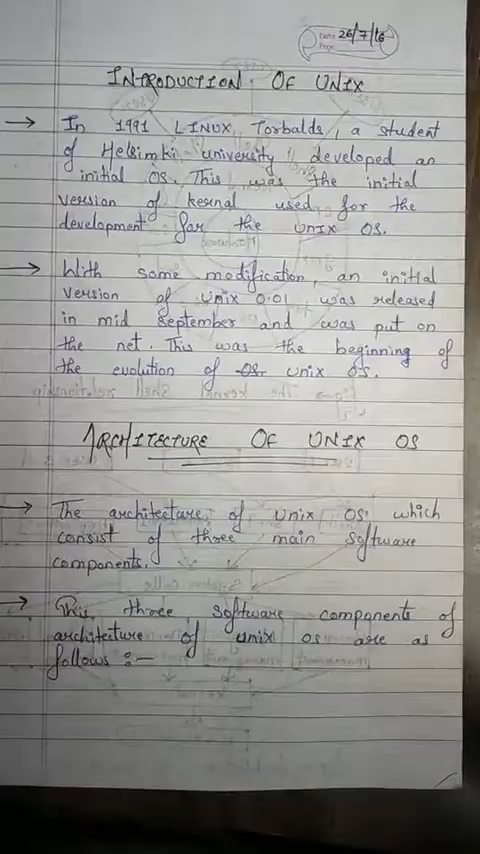 Date 26/7/16
Page
INTRODUCTION OF UNIX
→ In 1991 LINUX Torbalds, a student
of Helsimki university developed an
initial OS. This was the initial
version of kernal used for the
development for the UNIX OS.
→ With some modification, an initial
version of unix 0.01 was released
in mid september and was put on
the net. This was the beginning of
the evolution of unix OS.
ARCHITECTURE OF UNIX OS
→ The architecture of unix OS which
consist of three main software
components.
→ This three software components of
architecture of unix os are as
follows :-